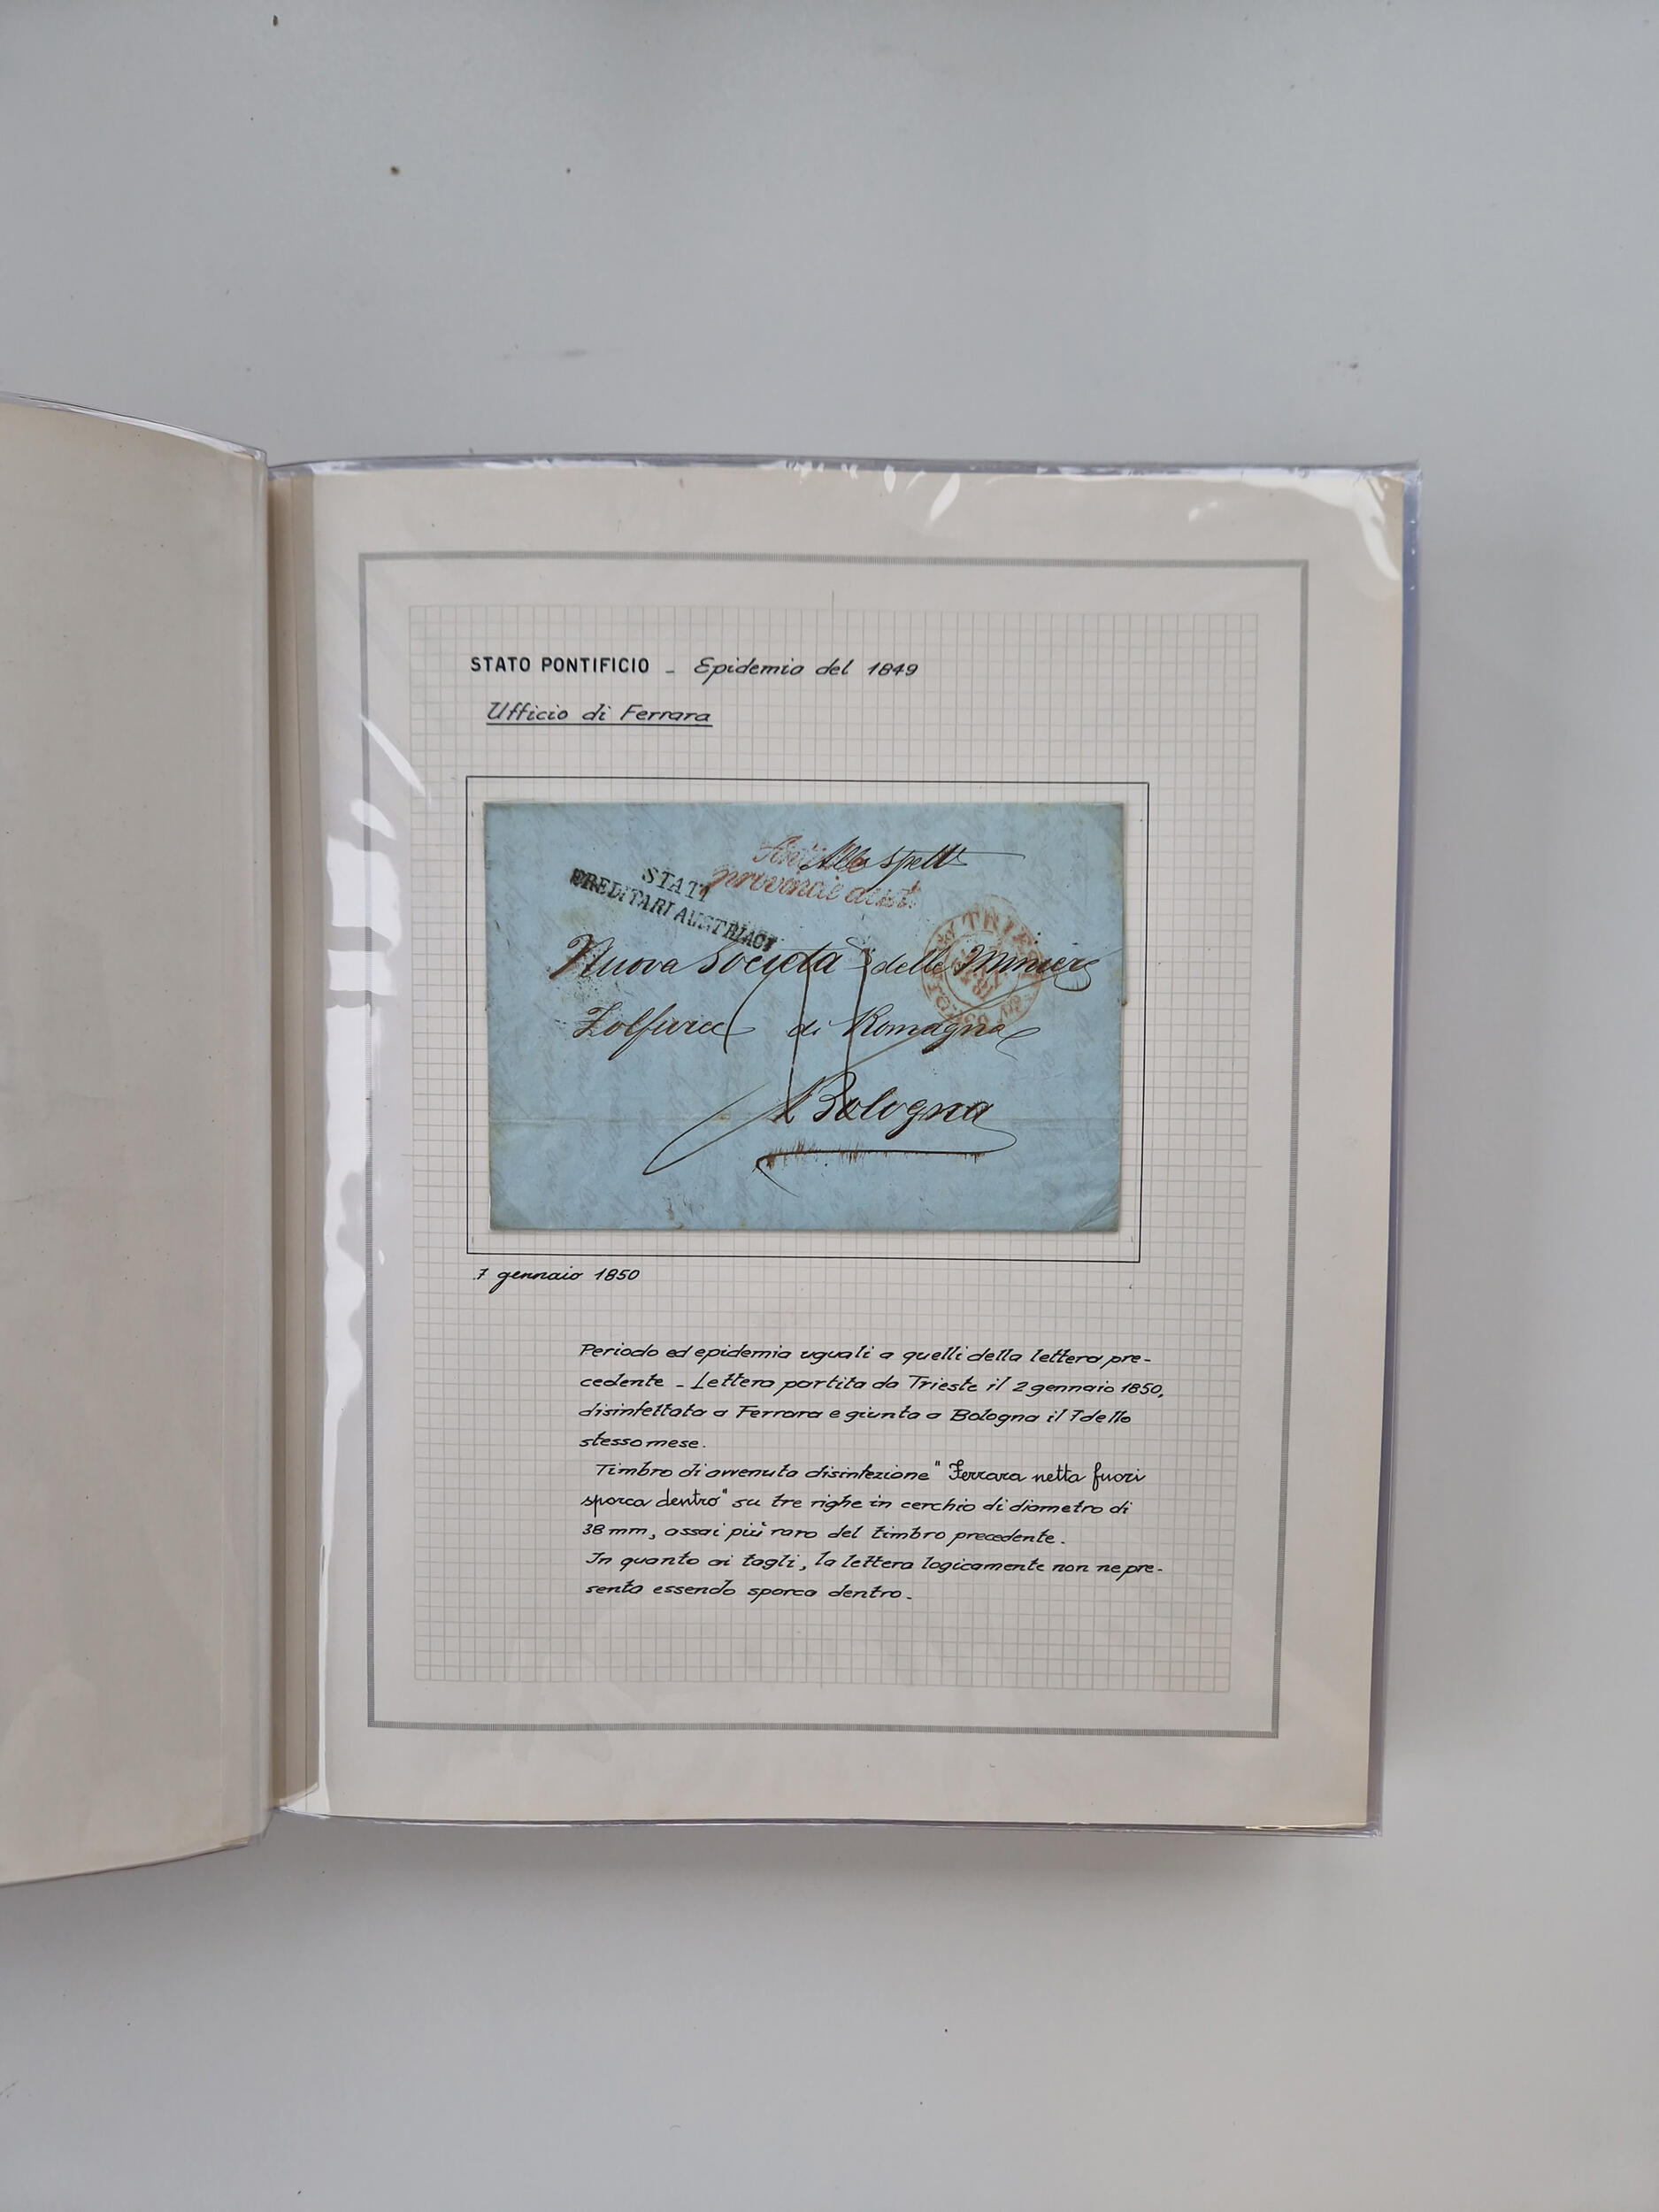 STATO PONTIFICIO - Epidemia del 1849
Ufficio di Ferrara
Alla Spett
provincie aust.
STATI
EREDITARI AUSTRIACI
TRIE
Nuova Società delle Miniere
Zolfuree di Romagna
Bologna
7 gennaio 1850
Periodo ed epidemia uguali a quelli della lettera pre-
cedente - Lettera partita da Trieste il 2 gennaio 1850,
disinfettata a Ferrara e giunta a Bologna il 7 dello
stesso mese.
Timbro di avvenuta disinfezione "Ferrara netta fuori
sporca dentro" su tre righe in cerchio di diametro di
38 mm, assai più raro del timbro precedente.
In quanto ai tagli, la lettera logicamente non ne pre-
senta essendo sporca dentro.